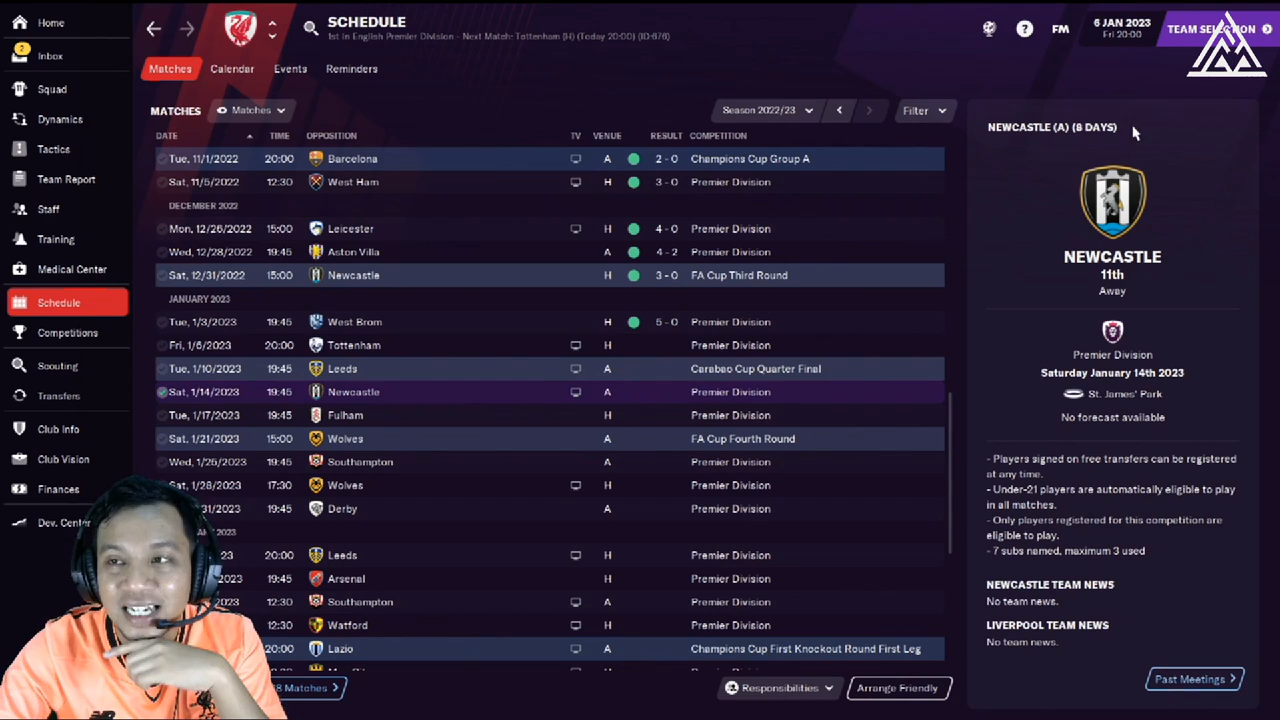 Home
SCHEDULE
1st In English Premier Division - Next Match: Tottenham (H) (Today 20:00) (ID:676)
FM
6 JAN 2023
Fri 20:00
TEAM SELECTION
2
Inbox
Squad
Dynamics
Tactics
Team Report
Staff
Training
Medical Center
Schedule
Competitions
Scouting
Transfers
Club Info
Club Vision
Finances
Dev. Center
Matches Calendar Events Reminders
MATCHES Matches Season 2022/23 Filter
DATE TIME OPPOSITION TV VENUE RESULT COMPETITION
Tue, 11/1/2022 20:00 Barcelona A 2-0 Champions Cup Group A
Sat, 11/5/2022 12:30 West Ham H 3-0 Premier Division
DECEMBER 2022
Mon, 12/26/2022 15:00 Leicester H 4-0 Premier Division
Wed, 12/28/2022 19:45 Aston Villa A 4-2 Premier Division
Sat, 12/31/2022 15:00 Newcastle H 3-0 FA Cup Third Round
JANUARY 2023
Tue, 1/3/2023 19:45 West Brom H 5-0 Premier Division
Fri, 1/6/2023 20:00 Tottenham H Premier Division
Tue, 1/10/2023 19:45 Leeds A Carabao Cup Quarter Final
Sat, 1/14/2023 19:45 Newcastle A Premier Division
Tue, 1/17/2023 19:45 Fulham H Premier Division
Sat, 1/21/2023 15:00 Wolves A FA Cup Fourth Round
Wed, 1/25/2023 19:45 Southampton A Premier Division
Sat, 1/28/2023 17:30 Wolves H Premier Division
31/2023 19:45 Derby A Premier Division
2023
23 20:00 Leeds H Premier Division
2023 19:45 Arsenal H Premier Division
2023 12:30 Southampton A Premier Division
12:30 Watford H Premier Division
20:00 Lazio A Champions Cup First Knockout Round First Leg
8 Matches
Responsibilities
Arrange Friendly
NEWCASTLE (A) (8 DAYS)
NEWCASTLE
11th
Away
Premier Division
Saturday January 14th 2023
St. James' Park
No forecast available
- Players signed on free transfers can be registered
at any time.
- Under-21 players are automatically eligible to play
in all matches.
- Only players registered for this competition are
eligible to play.
- 7 subs named, maximum 3 used
NEWCASTLE TEAM NEWS
No team news.
LIVERPOOL TEAM NEWS
No team news.
Past Meetings